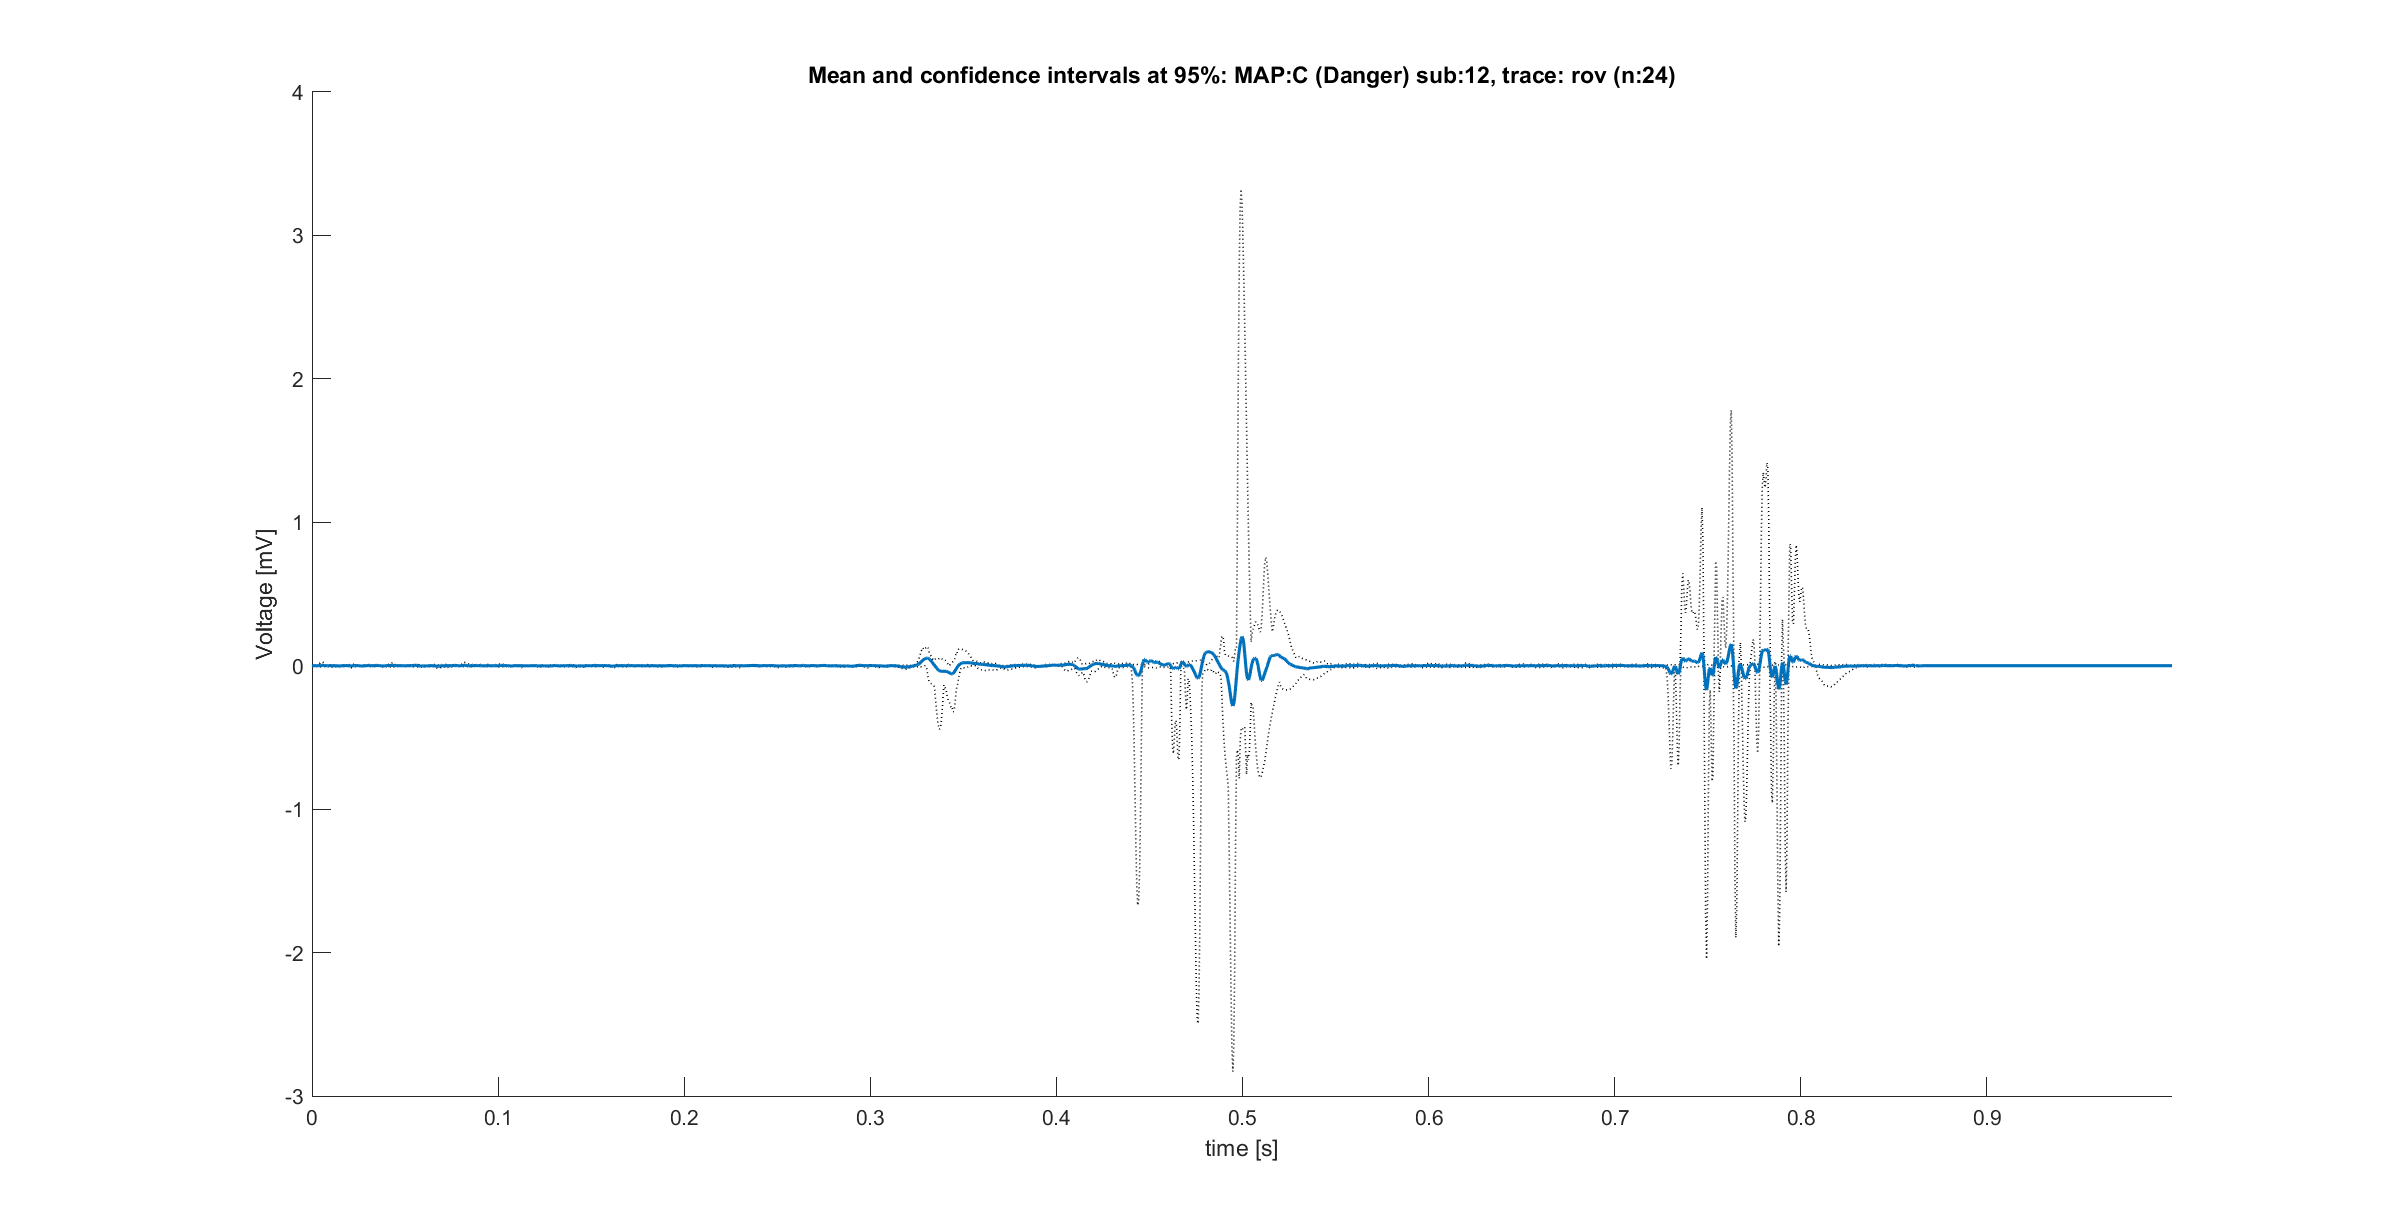 Mean and confidence intervals at 95%: MAP:C (Danger) sub:12, trace: rov (n:24)
4
3
2
1
0
-1
-2
-3
Voltage [mV]
0 0.1 0.2 0.3 0.4 0.5 0.6 0.7 0.8 0.9
time [s]